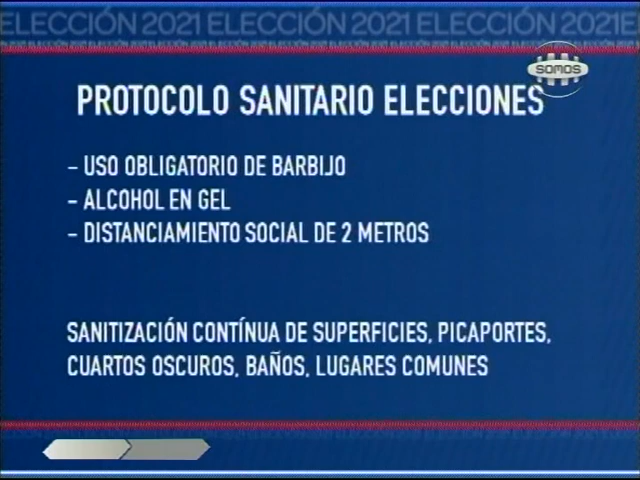 ELECCIÓN 2021 ELECCIÓN 2021 ELECCIÓN 2021
SOMOS
PROTOCOLO SANITARIO ELECCIONES
- USO OBLIGATORIO DE BARBIJO
- ALCOHOL EN GEL
- DISTANCIAMIENTO SOCIAL DE 2 METROS
SANITIZACIÓN CONTÍNUA DE SUPERFICIES, PICAPORTES,
CUARTOS OSCUROS, BAÑOS, LUGARES COMUNES